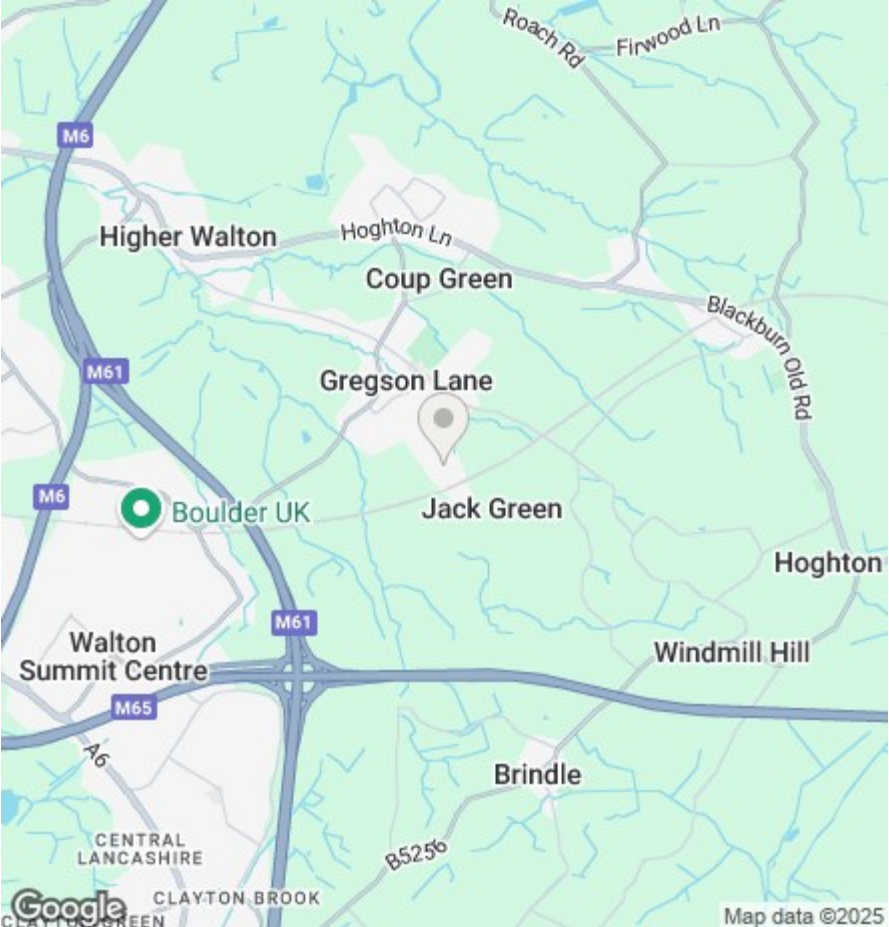 Roach Rd
Firwood Ln
M6
Higher Walton
Hoghton Ln
Coup Green
Blackburn Old Rd
M61
Gregson Lane
M6
Boulder UK
Jack Green
Hoghton
M61
Walton
Summit Centre
Windmill Hill
M65
A6
Brindle
CENTRAL
LANCASHIRE
B5256
CLAYTON BROOK
Google
CLAYTON GREEN
Map data ©2025